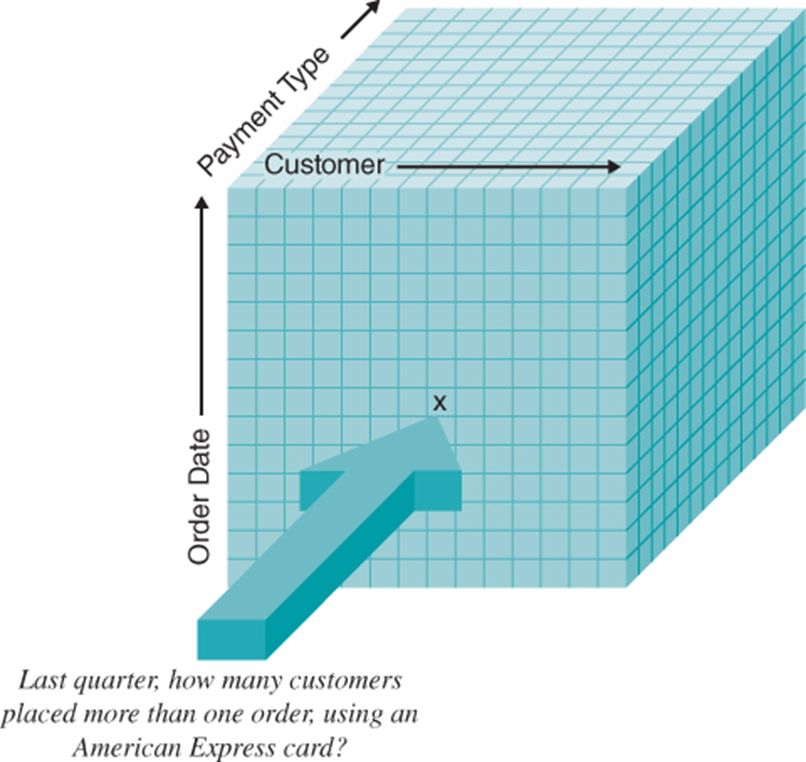 Payment Type
Customer
Order Date
x
Last quarter, how many customers
placed more than one order, using an
American Express card?